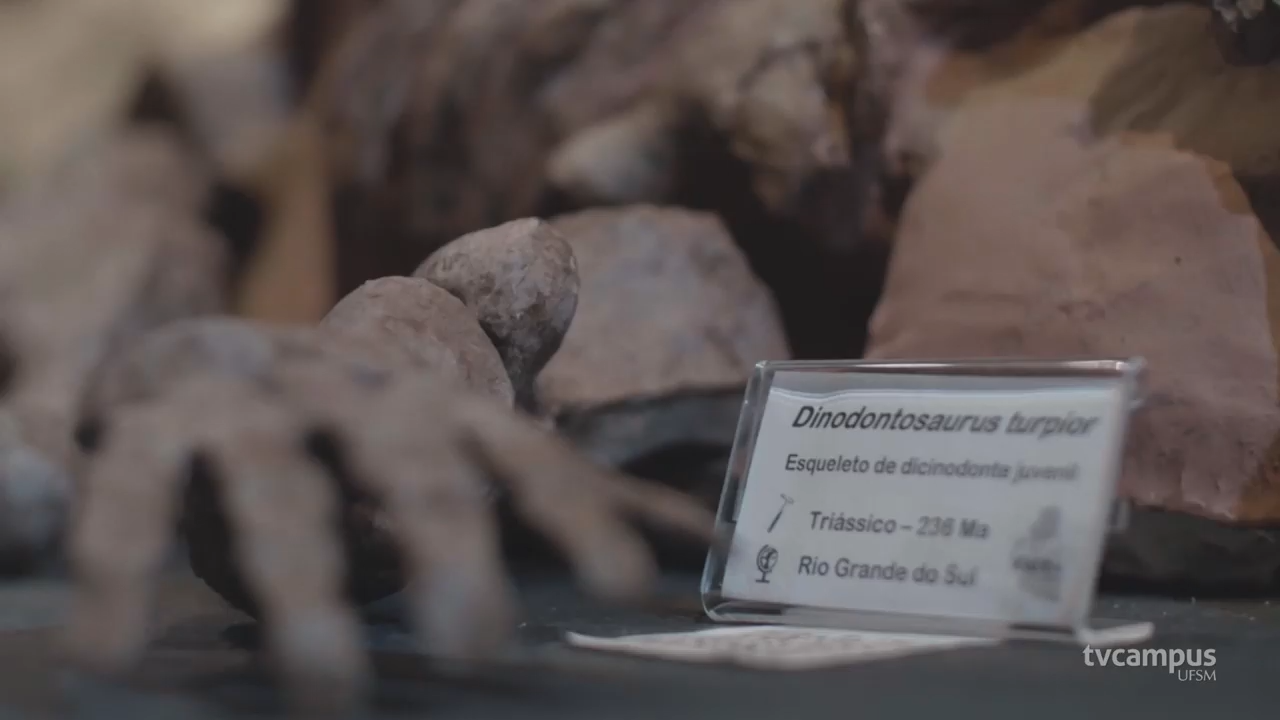 Dinodontosaurus turpior
Esqueleto de dicinodonte juvenil
Triássico – 236 Ma
Rio Grande do Sul
tvcampus
UFSM